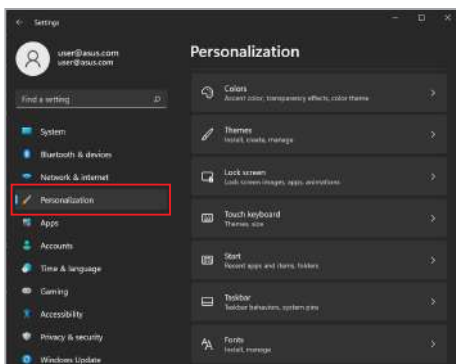 Settings
user@asus.com
user@asus.com
Find a setting
System
Bluetooth & devices
Network & internet
Personalization
Apps
Accounts
Time & language
Gaming
Accessibility
Privacy & security
Windows Update
Personalization
Colors
Accent color, transparency effects, color theme
Themes
Install, create, manage
Lock screen
Lock screen images, apps, animations
Touch keyboard
Themes, size
Start
Recent apps and items, folders
Taskbar
Taskbar behaviors, system pins
Fonts
Install, manage